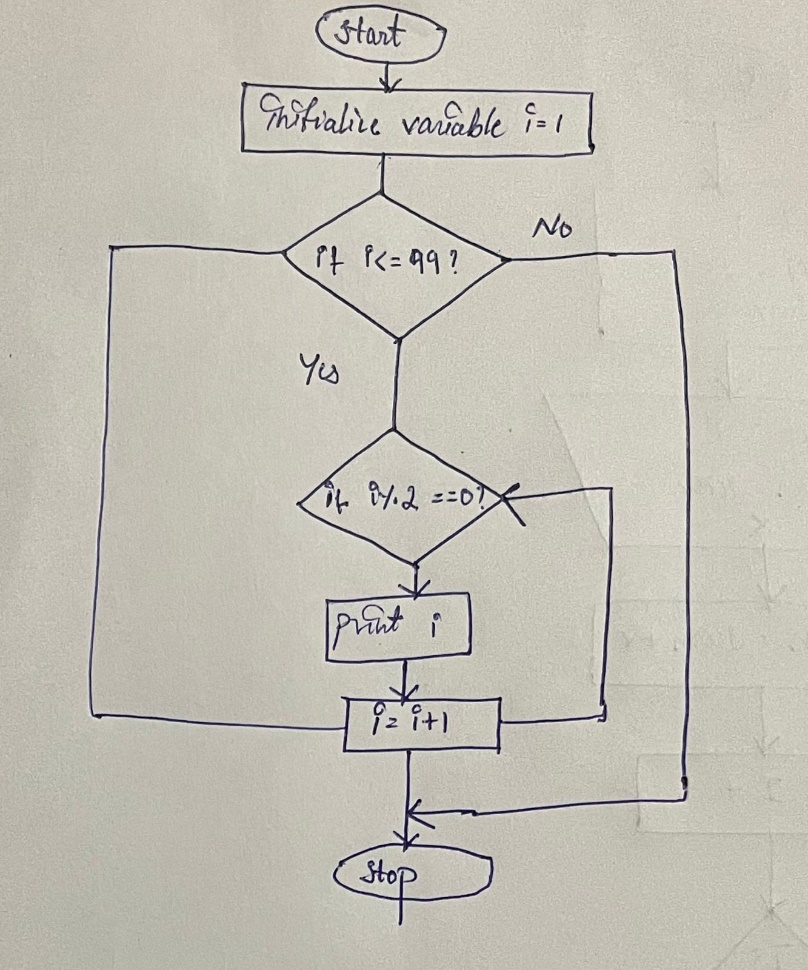 Start
initialize variable i=1
if i<=99?
No
Yes
if i%2 ==0?
print i
i=i+1
Stop